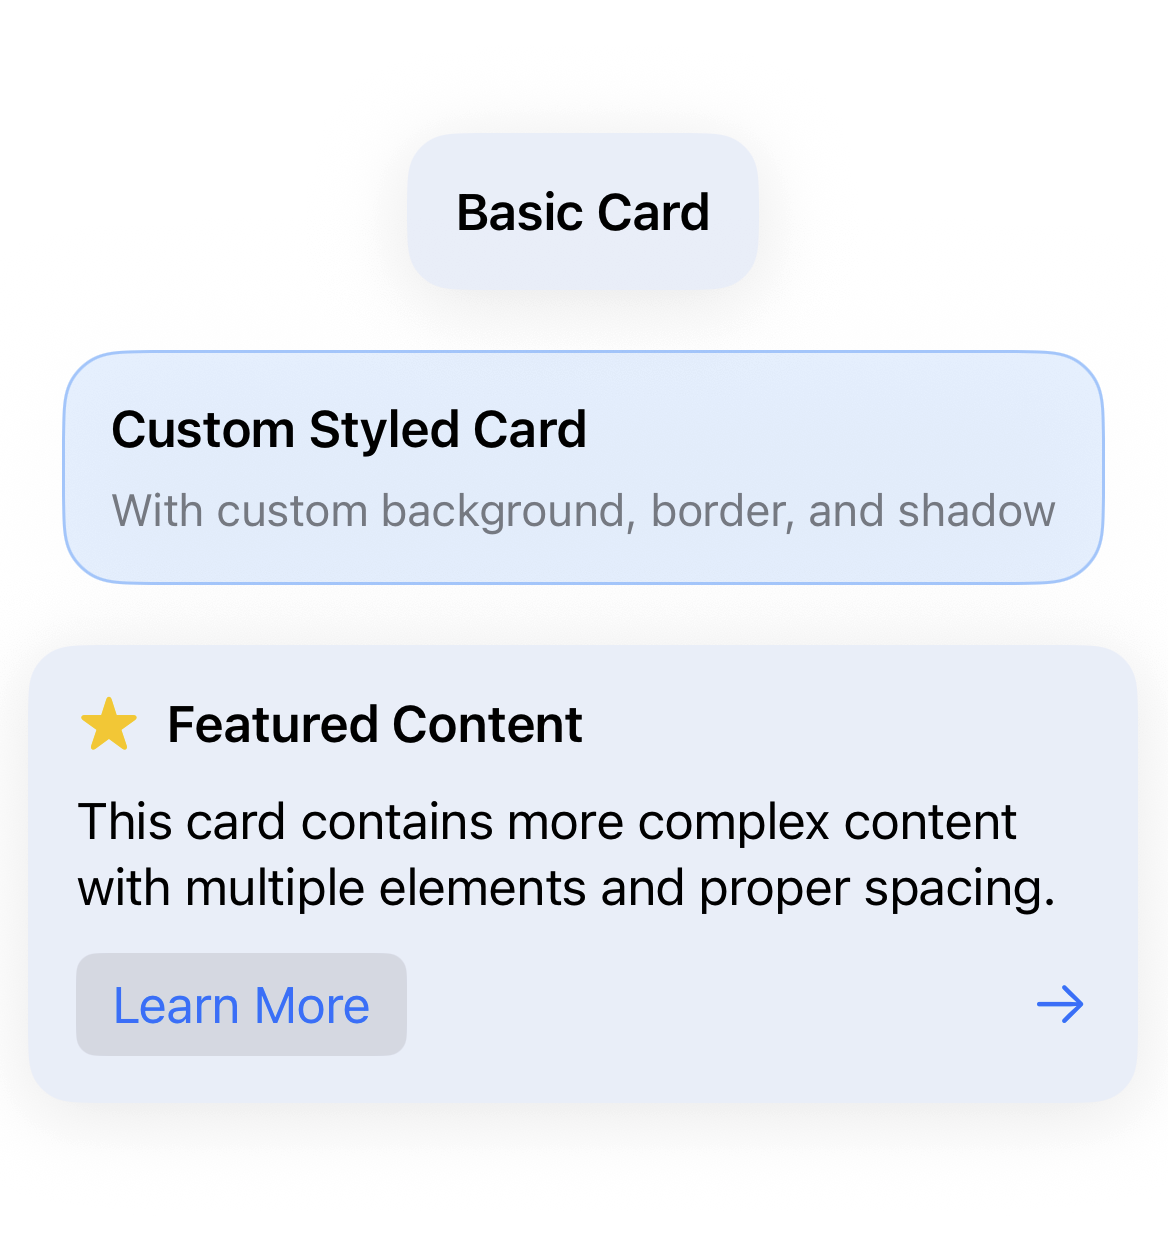 Basic Card
Custom Styled Card
With custom background, border, and shadow
Featured Content
This card contains more complex content
with multiple elements and proper spacing.
Learn More